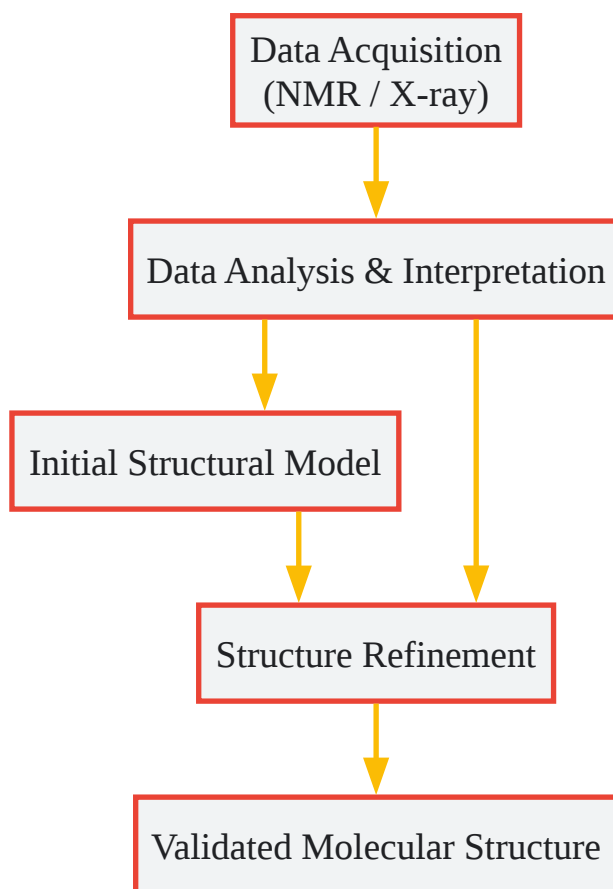 Data Acquisition
(NMR / X-ray)
Data Analysis & Interpretation
Initial Structural Model
Structure Refinement
Validated Molecular Structure